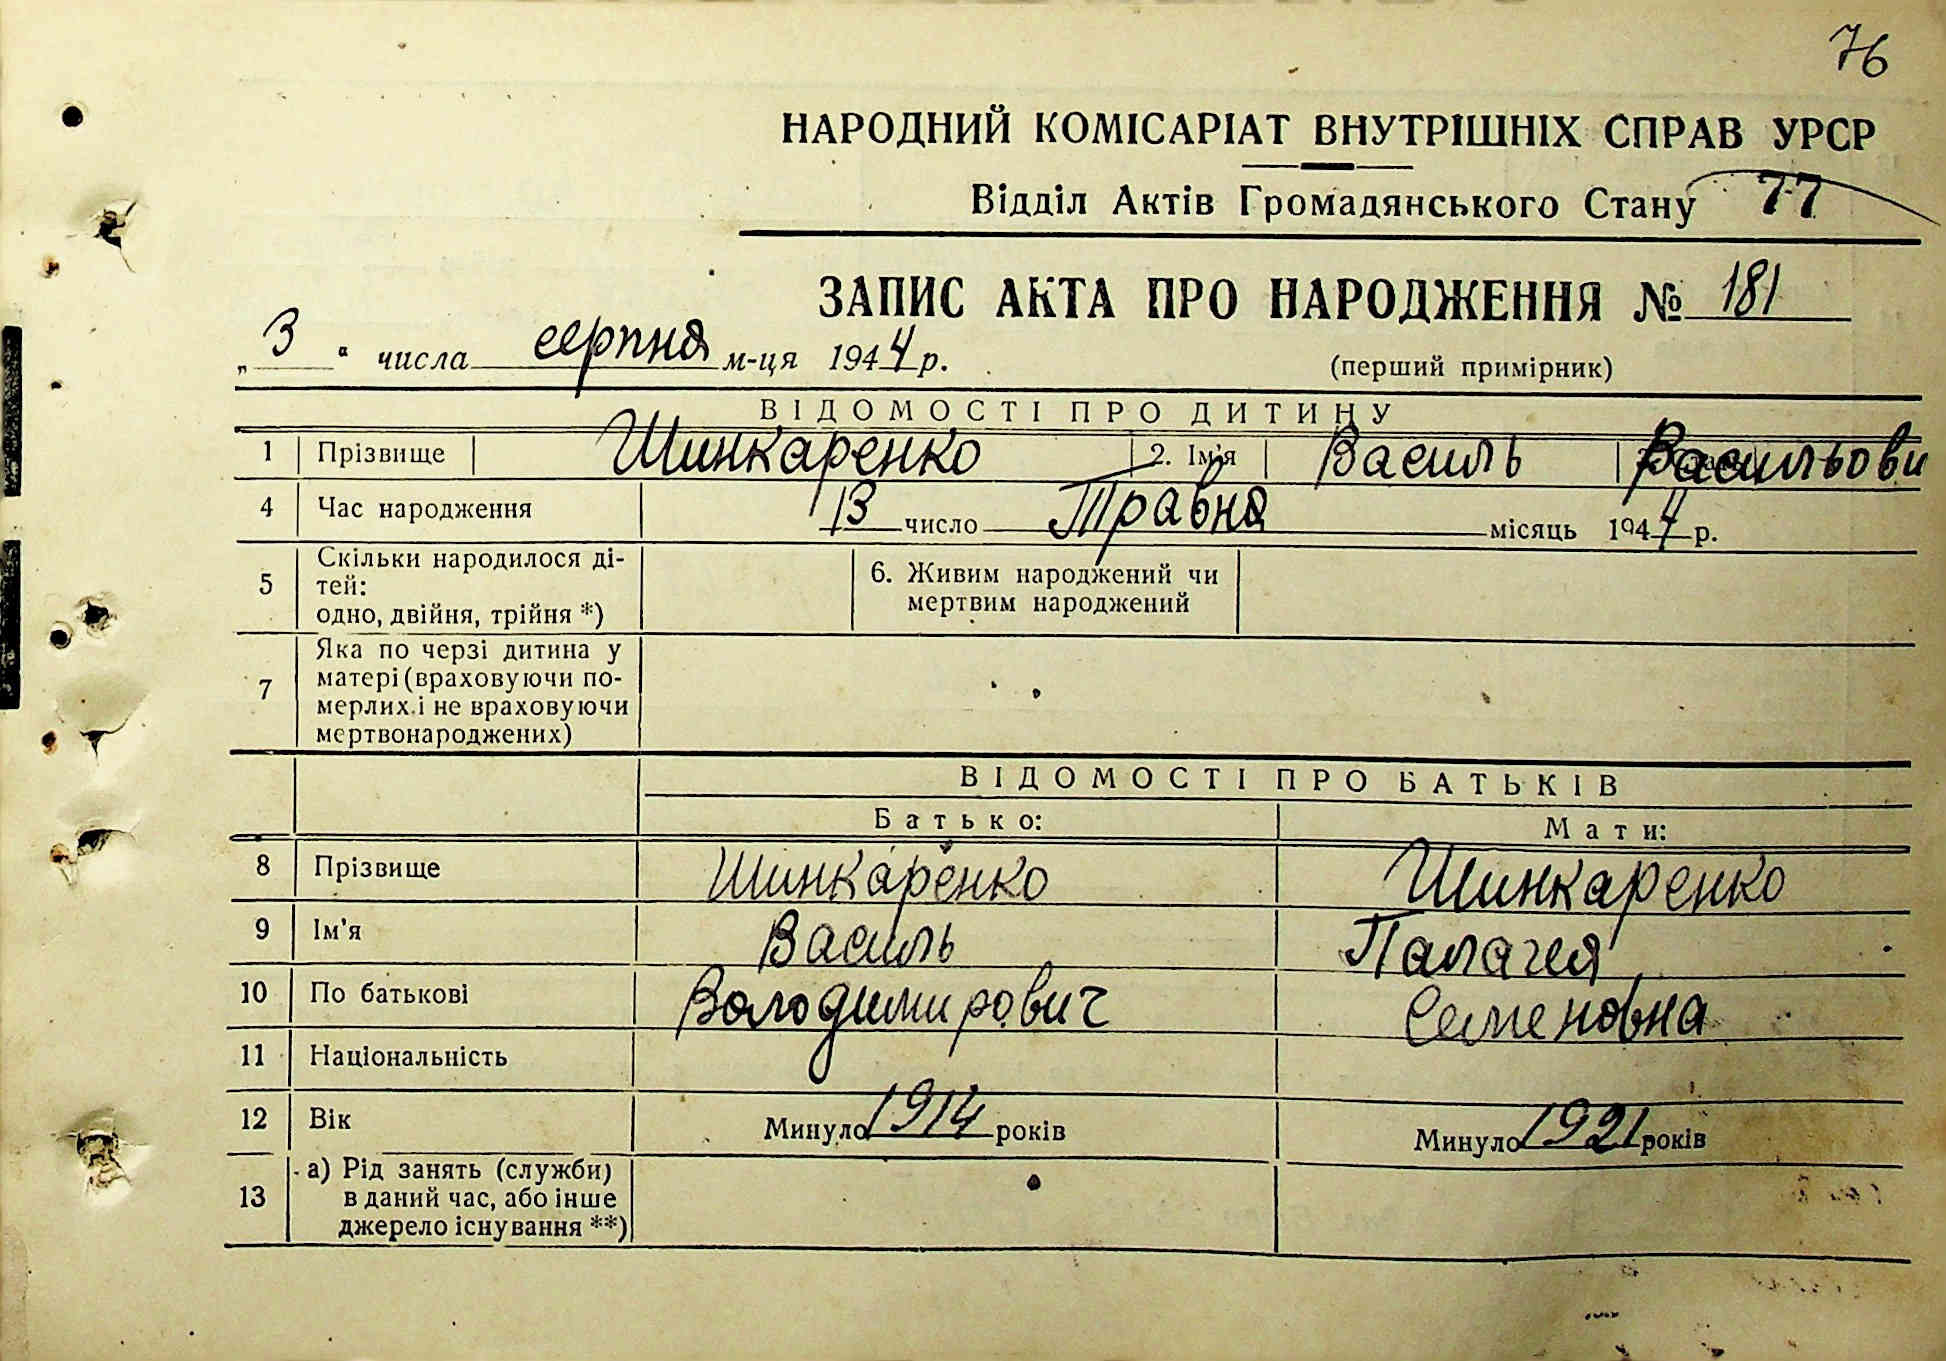 76
НАРОДНИЙ КОМІСАРІАТ ВНУТРІШНІХ СПРАВ УРСР
Відділ Актів Громадянського Стану 77
ЗАПИС АКТА ПРО НАРОДЖЕННЯ № 181
„ 3 " числа серпня м-ця 1944 р.
(перший примірник)
ВІДОМОСТІ ПРО ДИТИНУ
1 Прізвище Шинкаренко 2. Ім'я Василь Васильови
4 Час народження 13 число Травня місяць 1944 р.
5 Скільки народилося ді-
тей:
одно, двійня, трійня *)
6. Живим народжений чи
мертвим народжений
7 Яка по черзі дитина у
матері (враховуючи по-
мерлих і не враховуючи
мертвонароджених)
ВІДОМОСТІ ПРО БАТЬКІВ
Батько: Мати:
8 Прізвище Шинкаренко Шинкаренко
9 Ім'я Василь Палагея
10 По батькові Володимирович Семеновна
11 Національність
12 Вік Минуло 1914 років Минуло 1921 років
13 а) Рід занять (служби)
в даний час, або інше
джерело існування **)